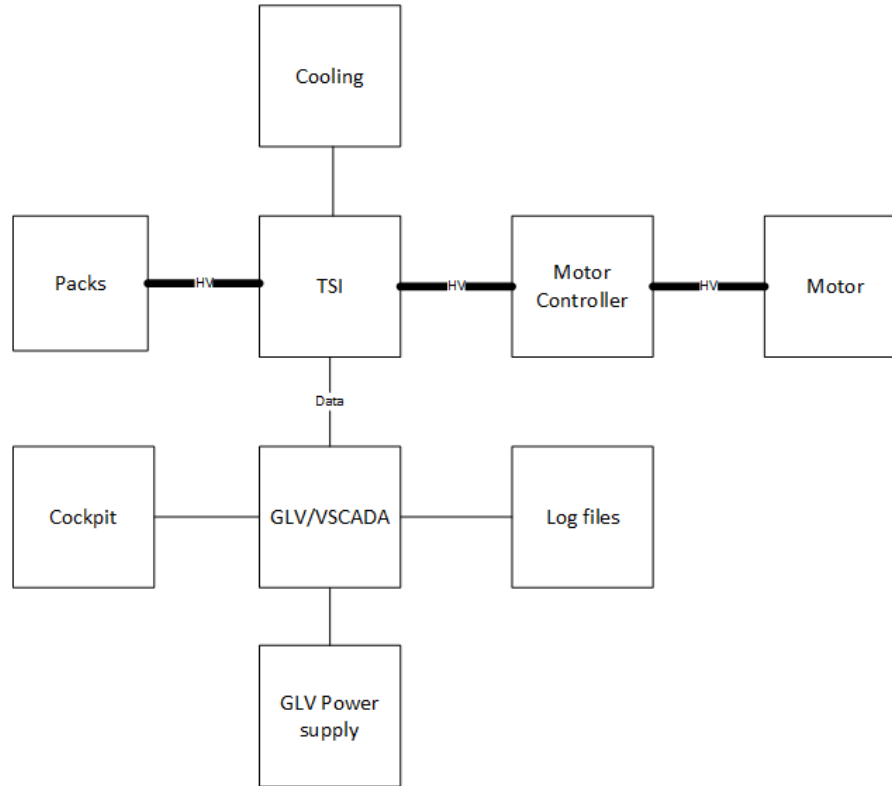 Cooling
Packs
HV
TSI
HV
Motor
Controller
HV
Motor
Data
Cockpit
GLV/VSCADA
Log files
GLV Power
supply